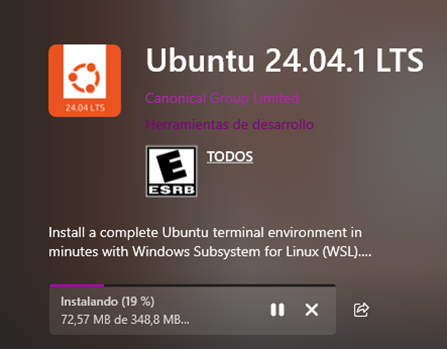 Ubuntu 24.04.1 LTS
24.04 LTS
Canonical Group Limited
Herramientas de desarrollo
E
ESRB
TODOS
Install a complete Ubuntu terminal environment in
minutes with Windows Subsystem for Linux (WSL)....
Instalando (19 %)
72,57 MB de 348,8 MB...